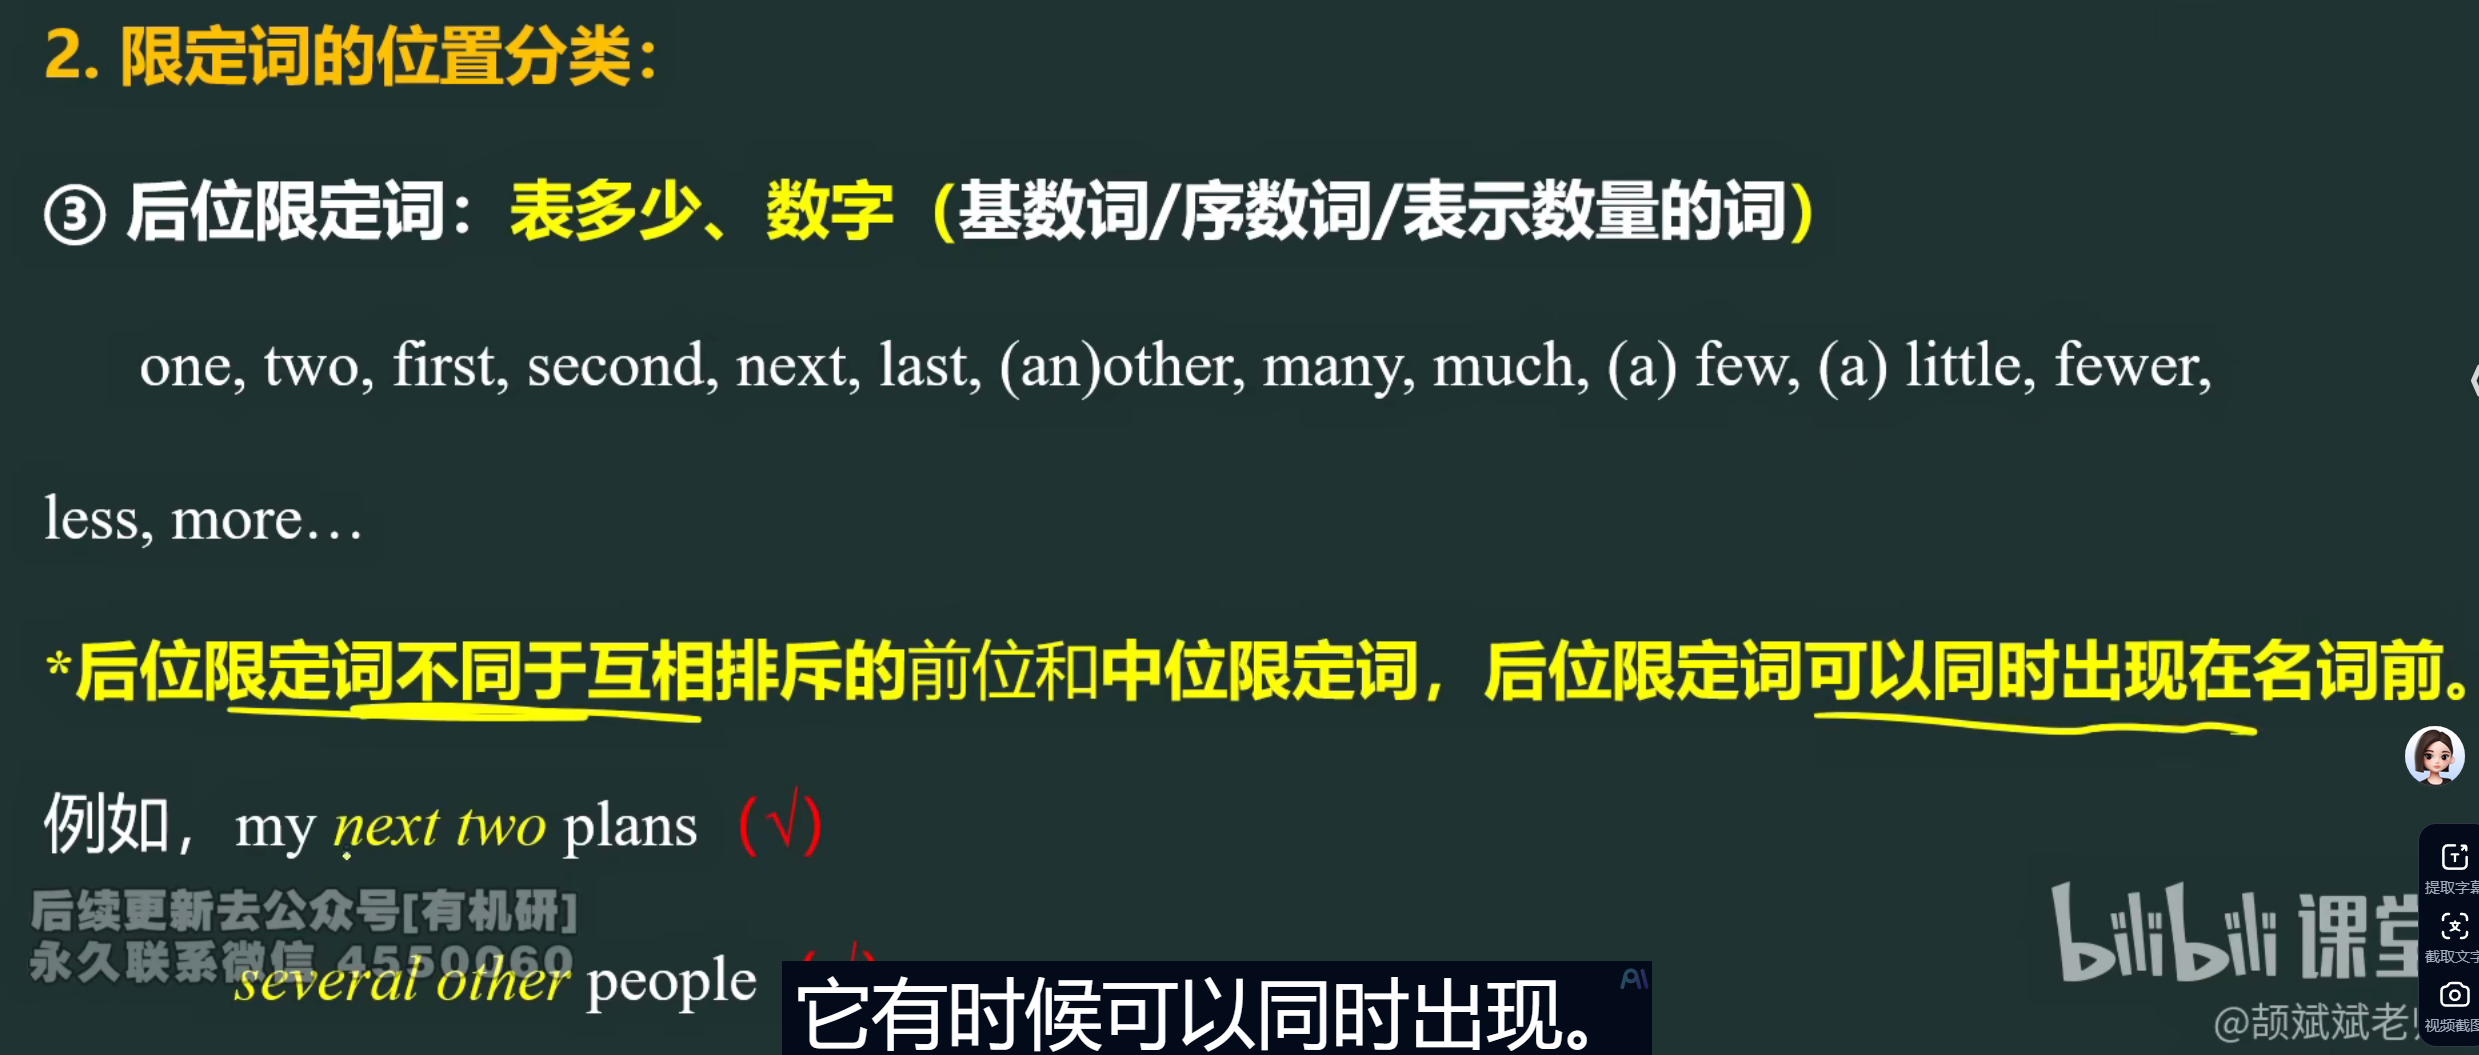 2. 限定词的位置分类：
③ 后位限定词：表多少、数字（基数词/序数词/表示数量的词）
one, two, first, second, next, last, (an)other, many, much, (a) few, (a) little, fewer,
less, more…
*后位限定词不同于互相排斥的前位和中位限定词，后位限定词可以同时出现在名词前。
例如，my next two plans（√）
后续更新去公众号[有机研]
永久联系微信 4550060
several other people（√）
它有时候可以同时出现。
AI
bilibili 课堂
@颉斌斌老师
提取字幕
截取文字
视频截图